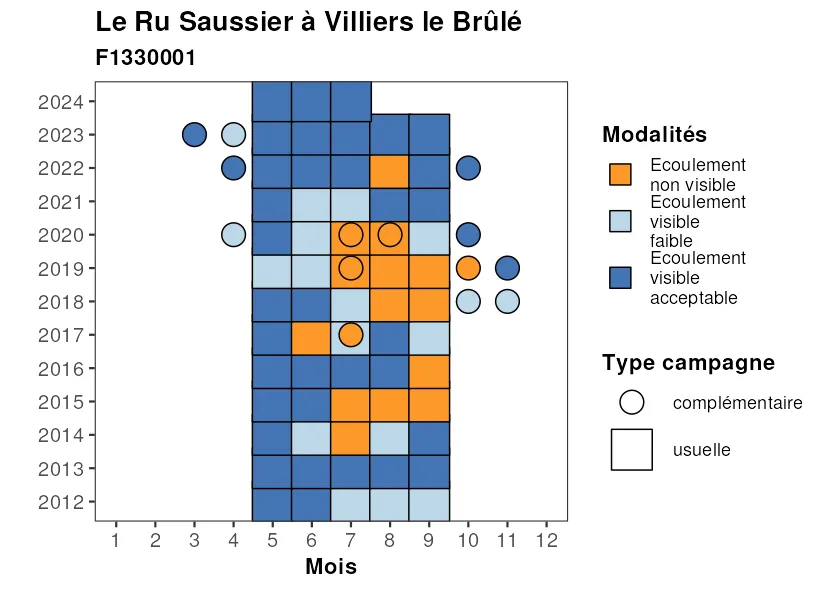 Le Ru Saussier à Villiers le Brûlé
F1330001
2024
2023
2022
2021
2020
2019
2018
2017
2016
2015
2014
2013
2012
1 2 3 4 5 6 7 8 9 10 11 12
Mois
Modalités
Ecoulement
non visible
Ecoulement
visible
faible
Ecoulement
visible
acceptable
Type campagne
complémentaire
usuelle